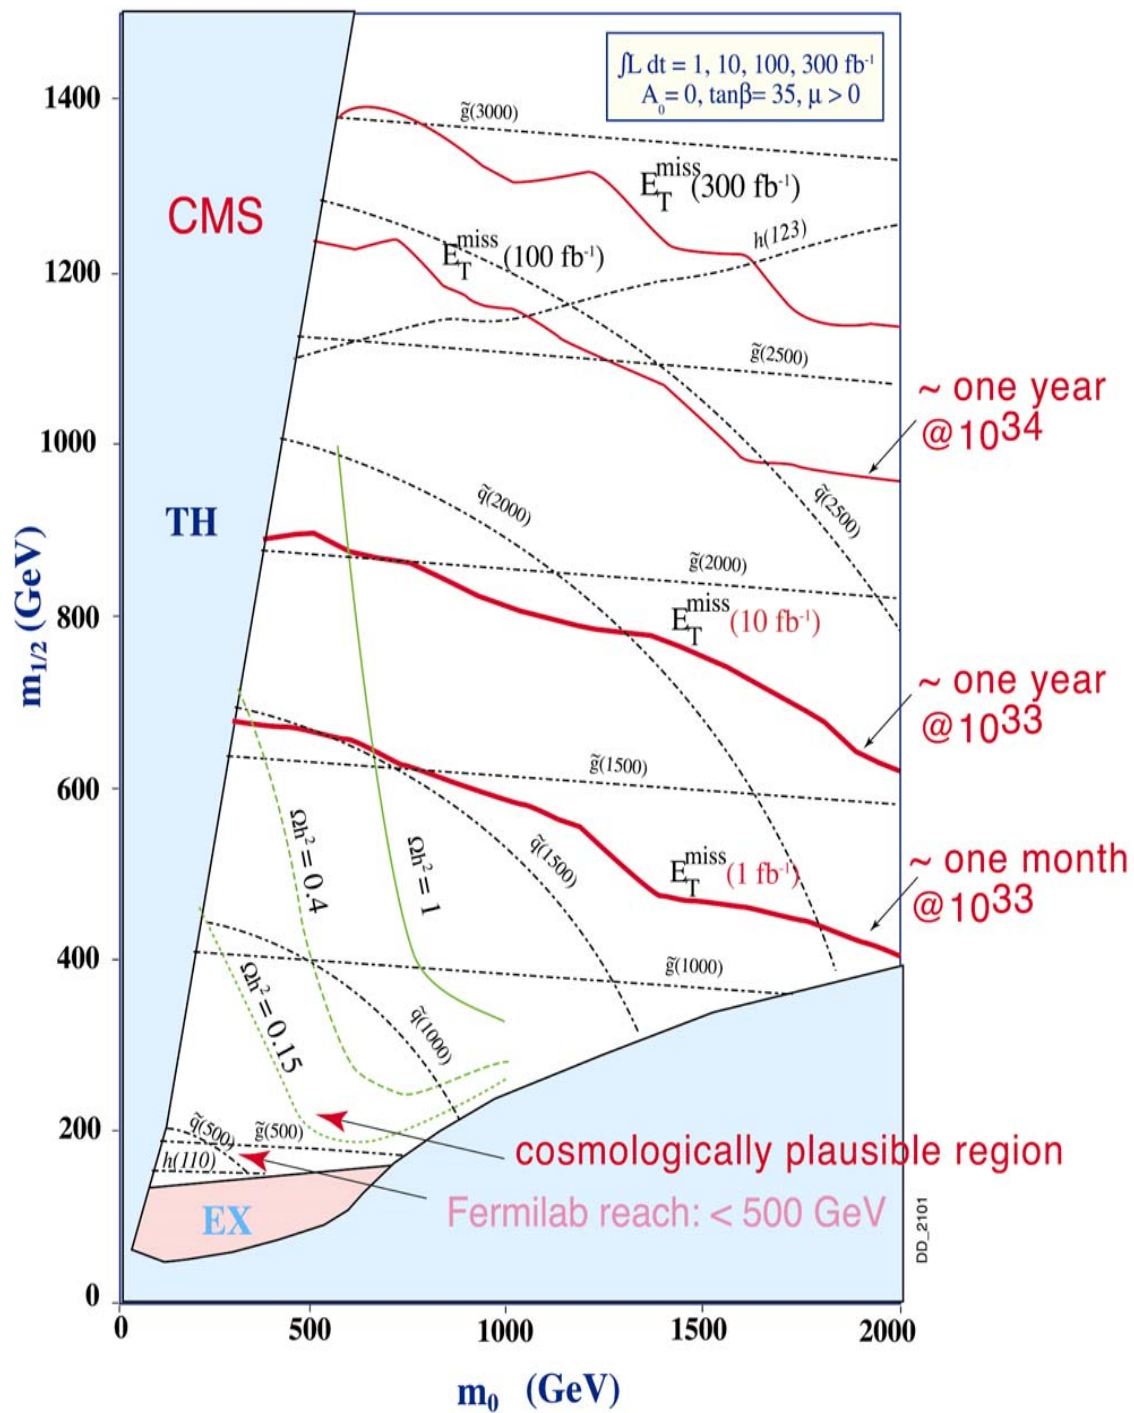 ∫L dt = 1, 10, 100, 300 fb⁻¹
A₀ = 0, tanβ= 35, μ > 0
1400
g̃(3000)
E_T^miss (300 fb⁻¹)
CMS
h(123)
E_T^miss (100 fb⁻¹)
1200
g̃(2500)
~ one year
@10³⁴
1000
q̃(2000)
q̃(2500)
TH
g̃(2000)
m₁/₂ (GeV)
800
E_T^miss (10 fb⁻¹)
~ one year
@10³³
600
g̃(1500)
Ωh² = 0.4
Ωh² = 1
q̃(1500)
E_T^miss (1 fb⁻¹)
~ one month
@10³³
400
g̃(1000)
Ωh² = 0.15
q̃(1000)
200
q̃(500)
g̃(500)
h(110)
cosmologically plausible region
EX
Fermilab reach: < 500 GeV
DD_2101
0
0
500
1000
1500
2000
m₀ (GeV)